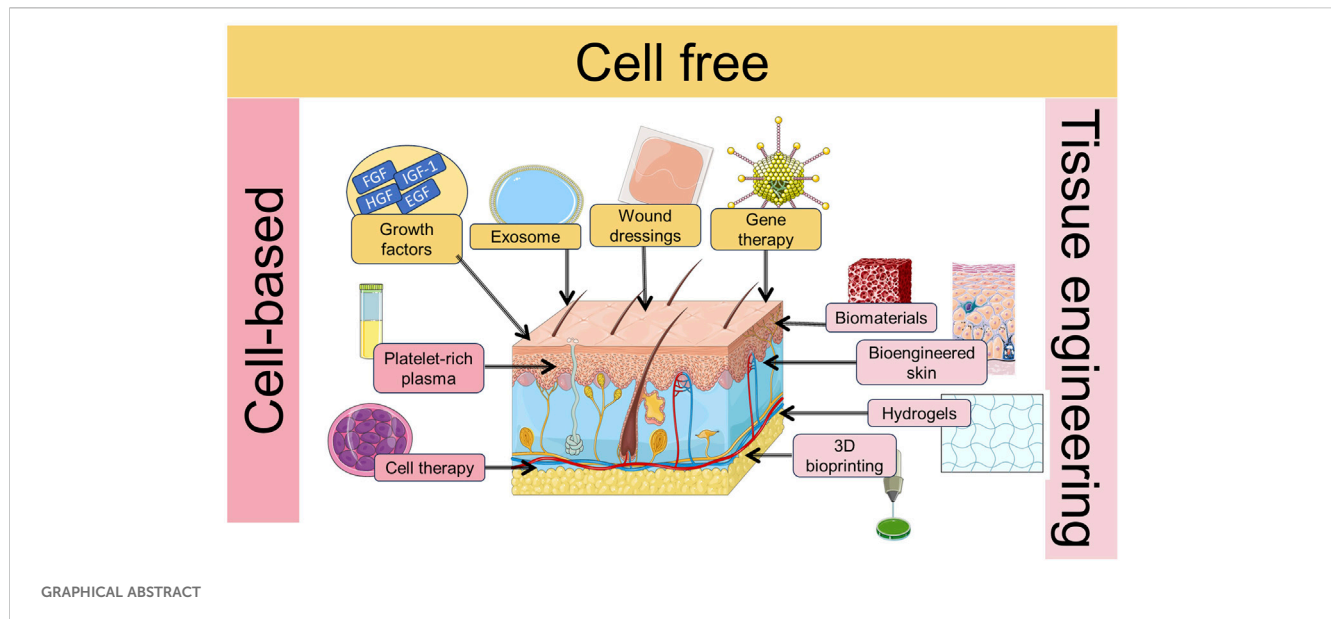 Cell free
Cell-based
Tissue engineering
FGF
IGF-1
HGF
EGF
Growth
factors
Exosome
Wound
dressings
Gene
therapy
Platelet-rich
plasma
Cell therapy
Biomaterials
Bioengineered
skin
Hydrogels
3D
bioprinting
GRAPHICAL ABSTRACT